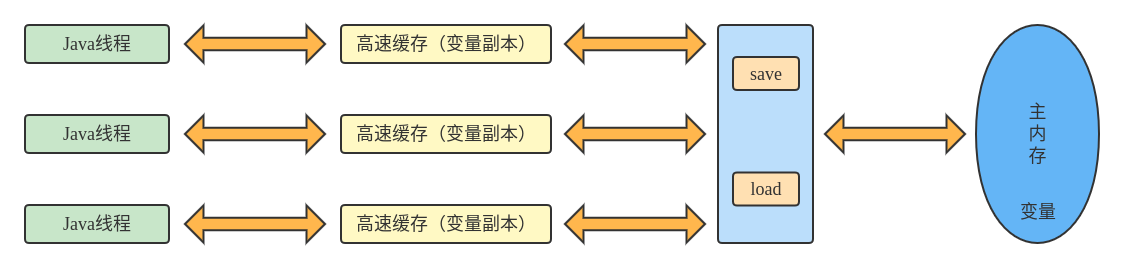 Java线程
高速缓存（变量副本）
save
Java线程
高速缓存（变量副本）
主
内
存
load
Java线程
高速缓存（变量副本）
变量